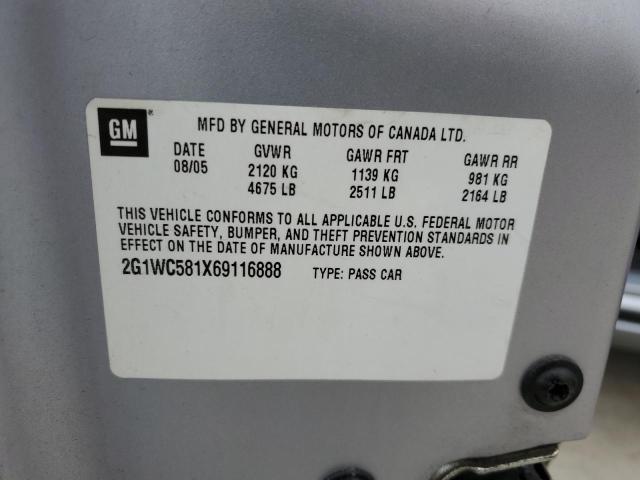 GM ® MFD BY GENERAL MOTORS OF CANADA LTD.
DATE GVWR GAWR FRT GAWR RR
08/05 2120 KG 1139 KG 981 KG
4675 LB 2511 LB 2164 LB
THIS VEHICLE CONFORMS TO ALL APPLICABLE U.S. FEDERAL MOTOR
VEHICLE SAFETY, BUMPER, AND THEFT PREVENTION STANDARDS IN
EFFECT ON THE DATE OF MANUFACTURE SHOWN ABOVE.
2G1WC581X69116888 TYPE: PASS CAR